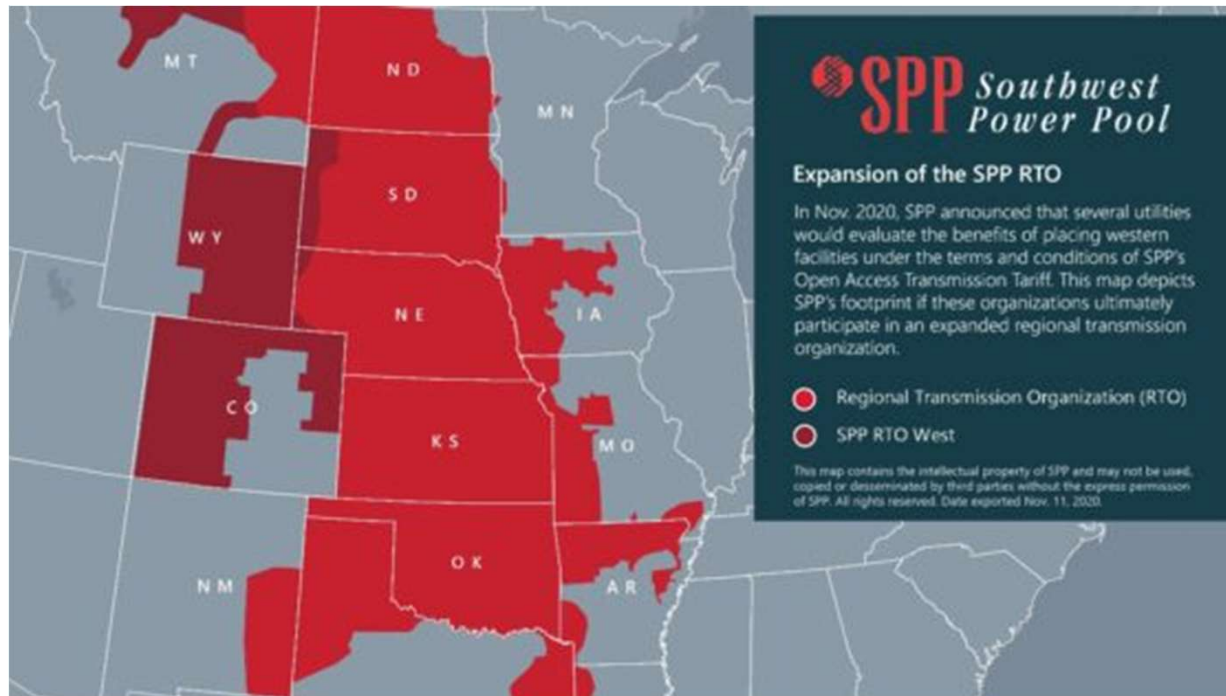 MT
ND
MN
SD
WY
NE
IA
CO
KS
MO
OK
NM
AR
SPP Southwest
Power Pool
Expansion of the SPP RTO
In Nov. 2020, SPP announced that several utilities
would evaluate the benefits of placing western
facilities under the terms and conditions of SPP's
Open Access Transmission Tariff. This map depicts
SPP's footprint if these organizations ultimately
participate in an expanded regional transmission
organization.
Regional Transmission Organization (RTO)
SPP RTO West
This map contains the intellectual property of SPP and may not be used,
copied or desseminated by third parties without the express permission
of SPP. All rights reserved. Date exported Nov. 11, 2020.